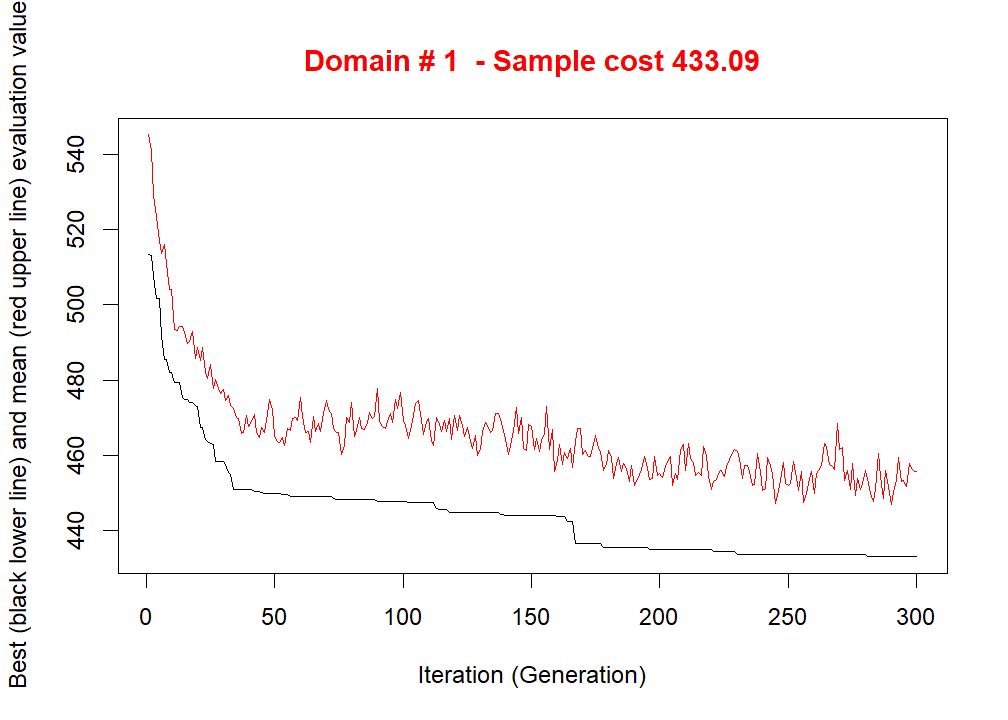 Domain # 1  - Sample cost 433.09
Best (black lower line) and mean (red upper line) evaluation value
540
520
500
480
460
440
0 50 100 150 200 250 300
Iteration (Generation)